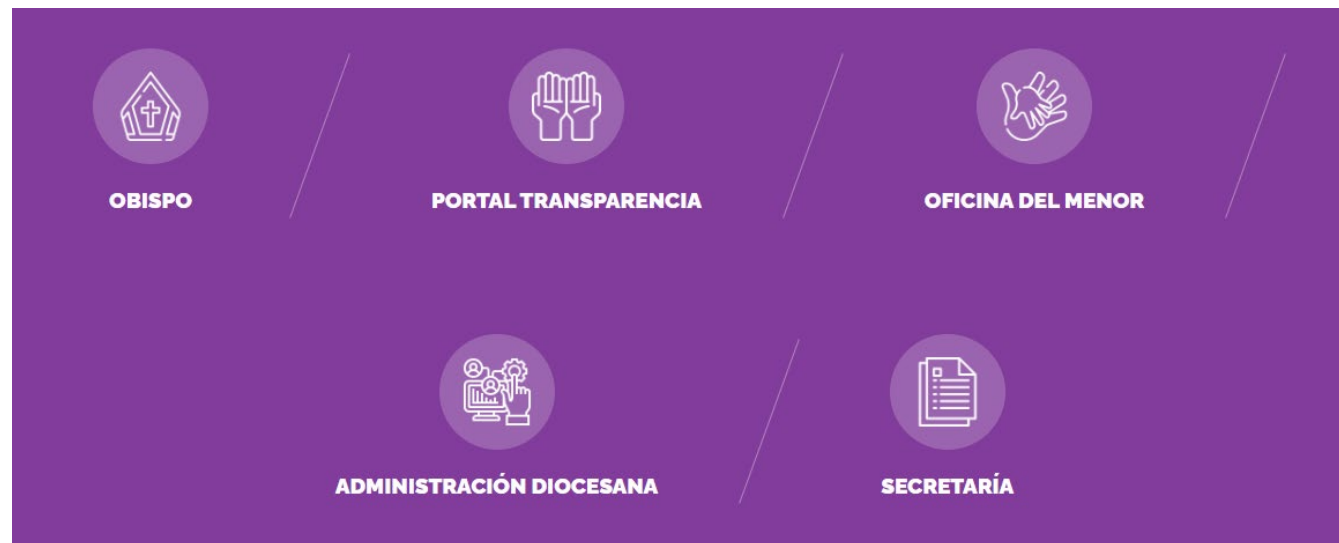 OBISPO
PORTAL TRANSPARENCIA
OFICINA DEL MENOR
ADMINISTRACIÓN DIOCESANA
SECRETARÍA